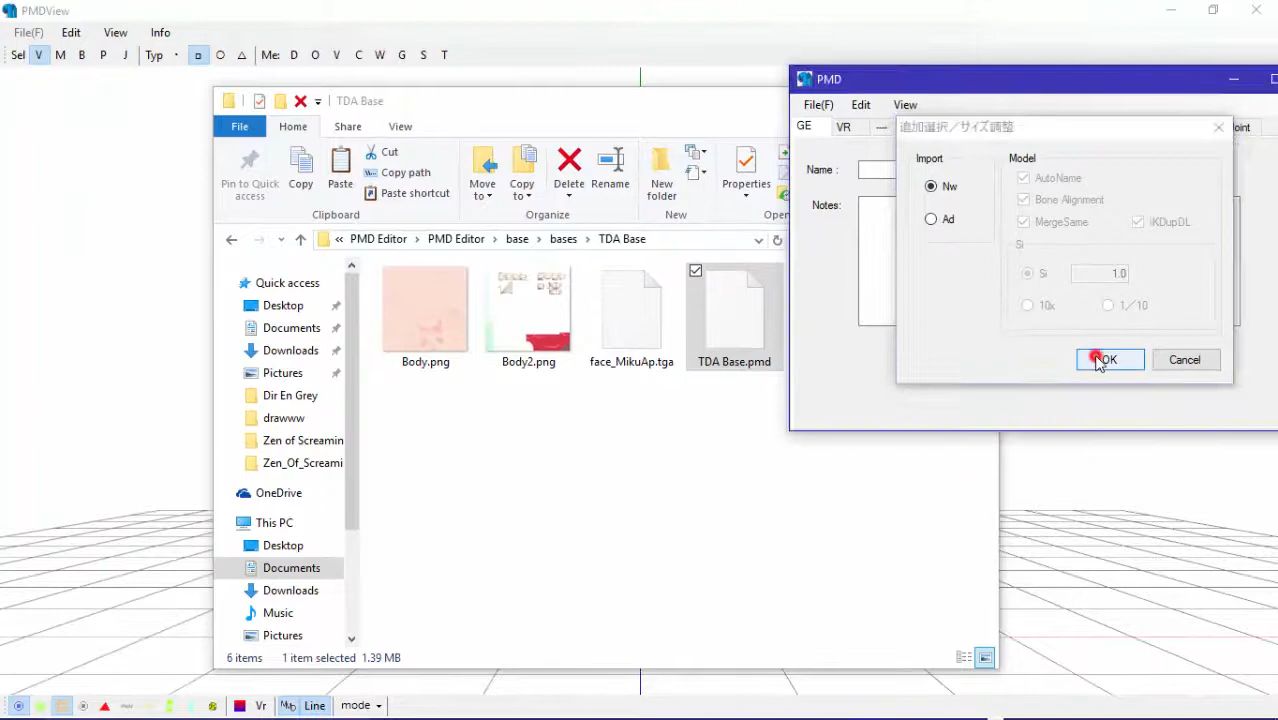 PMDView
File(F) Edit View Info
Sel V M B P J Typ Me: D O V C W G S T
TDA Base
File Home Share View
Pin to Quick access
Copy
Paste
Cut
Copy path
Paste shortcut
Clipboard
Move to
Copy to
Delete
Rename
Organize
New folder
New
Properties
Open
« PMD Editor › PMD Editor › base › bases › TDA Base
Quick access
Desktop
Documents
Downloads
Pictures
Dir En Grey
drawww
Zen of Screamin
Zen_Of_Screami
OneDrive
This PC
Desktop
Documents
Downloads
Music
Pictures
Body.png
Body2.png
face_MikuAp.tga
TDA Base.pmd
6 items 1 item selected 1.39 MB
PMD
File(F) Edit View
GE VR
Name :
Notes:
追加選択／サイズ調整
Import
Nw
Ad
Model
AutoName
Bone Alignment
MergeSame
IKDupDL
Si
Si 1.0
10x 1／10
OK Cancel
Vr
Line mode